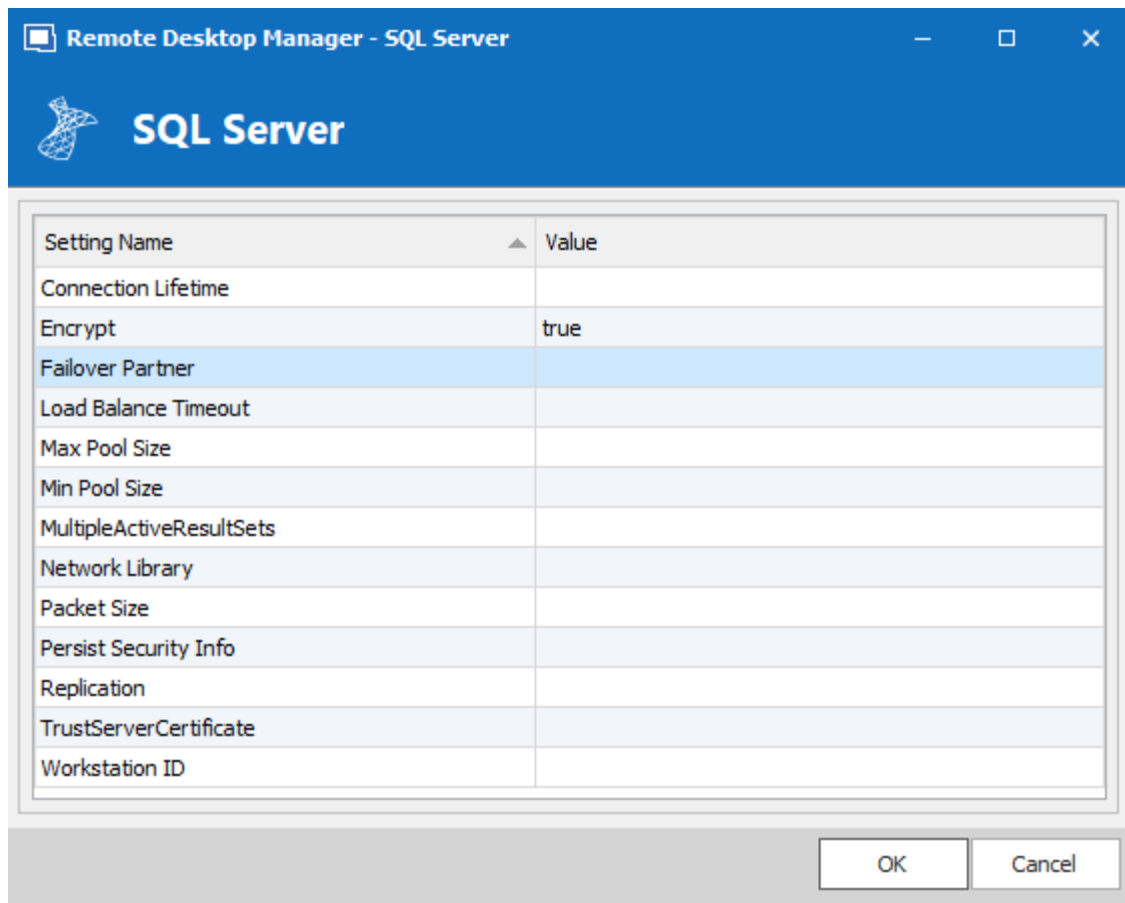 Remote Desktop Manager - SQL Server
SQL Server
Setting Name Value
Connection Lifetime
Encrypt true
Failover Partner
Load Balance Timeout
Max Pool Size
Min Pool Size
MultipleActiveResultSets
Network Library
Packet Size
Persist Security Info
Replication
TrustServerCertificate
Workstation ID
OK Cancel